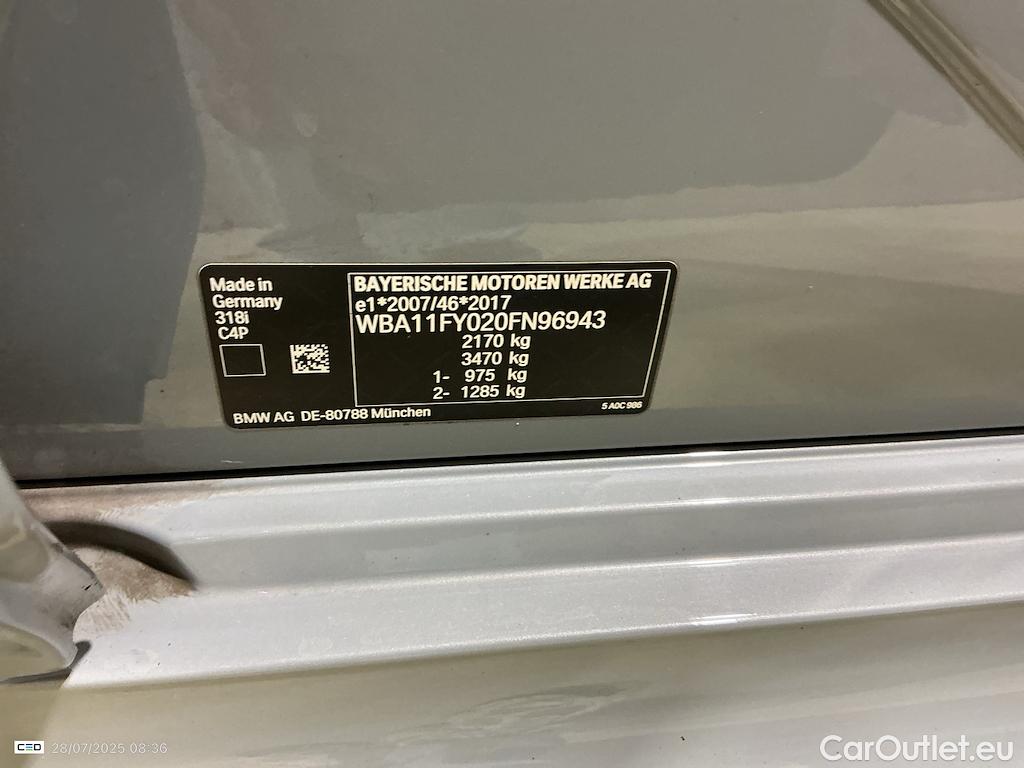 Made in
Germany
318i
C4P
BAYERISCHE MOTOREN WERKE AG
e1*2007/46*2017
WBA11FY020FN96943
2170 kg
3470 kg
1- 975 kg
2- 1285 kg
BMW AG DE-80788 München
5 A0C 986
CEO 28/07/2025 08:36
CarOutlet.eu